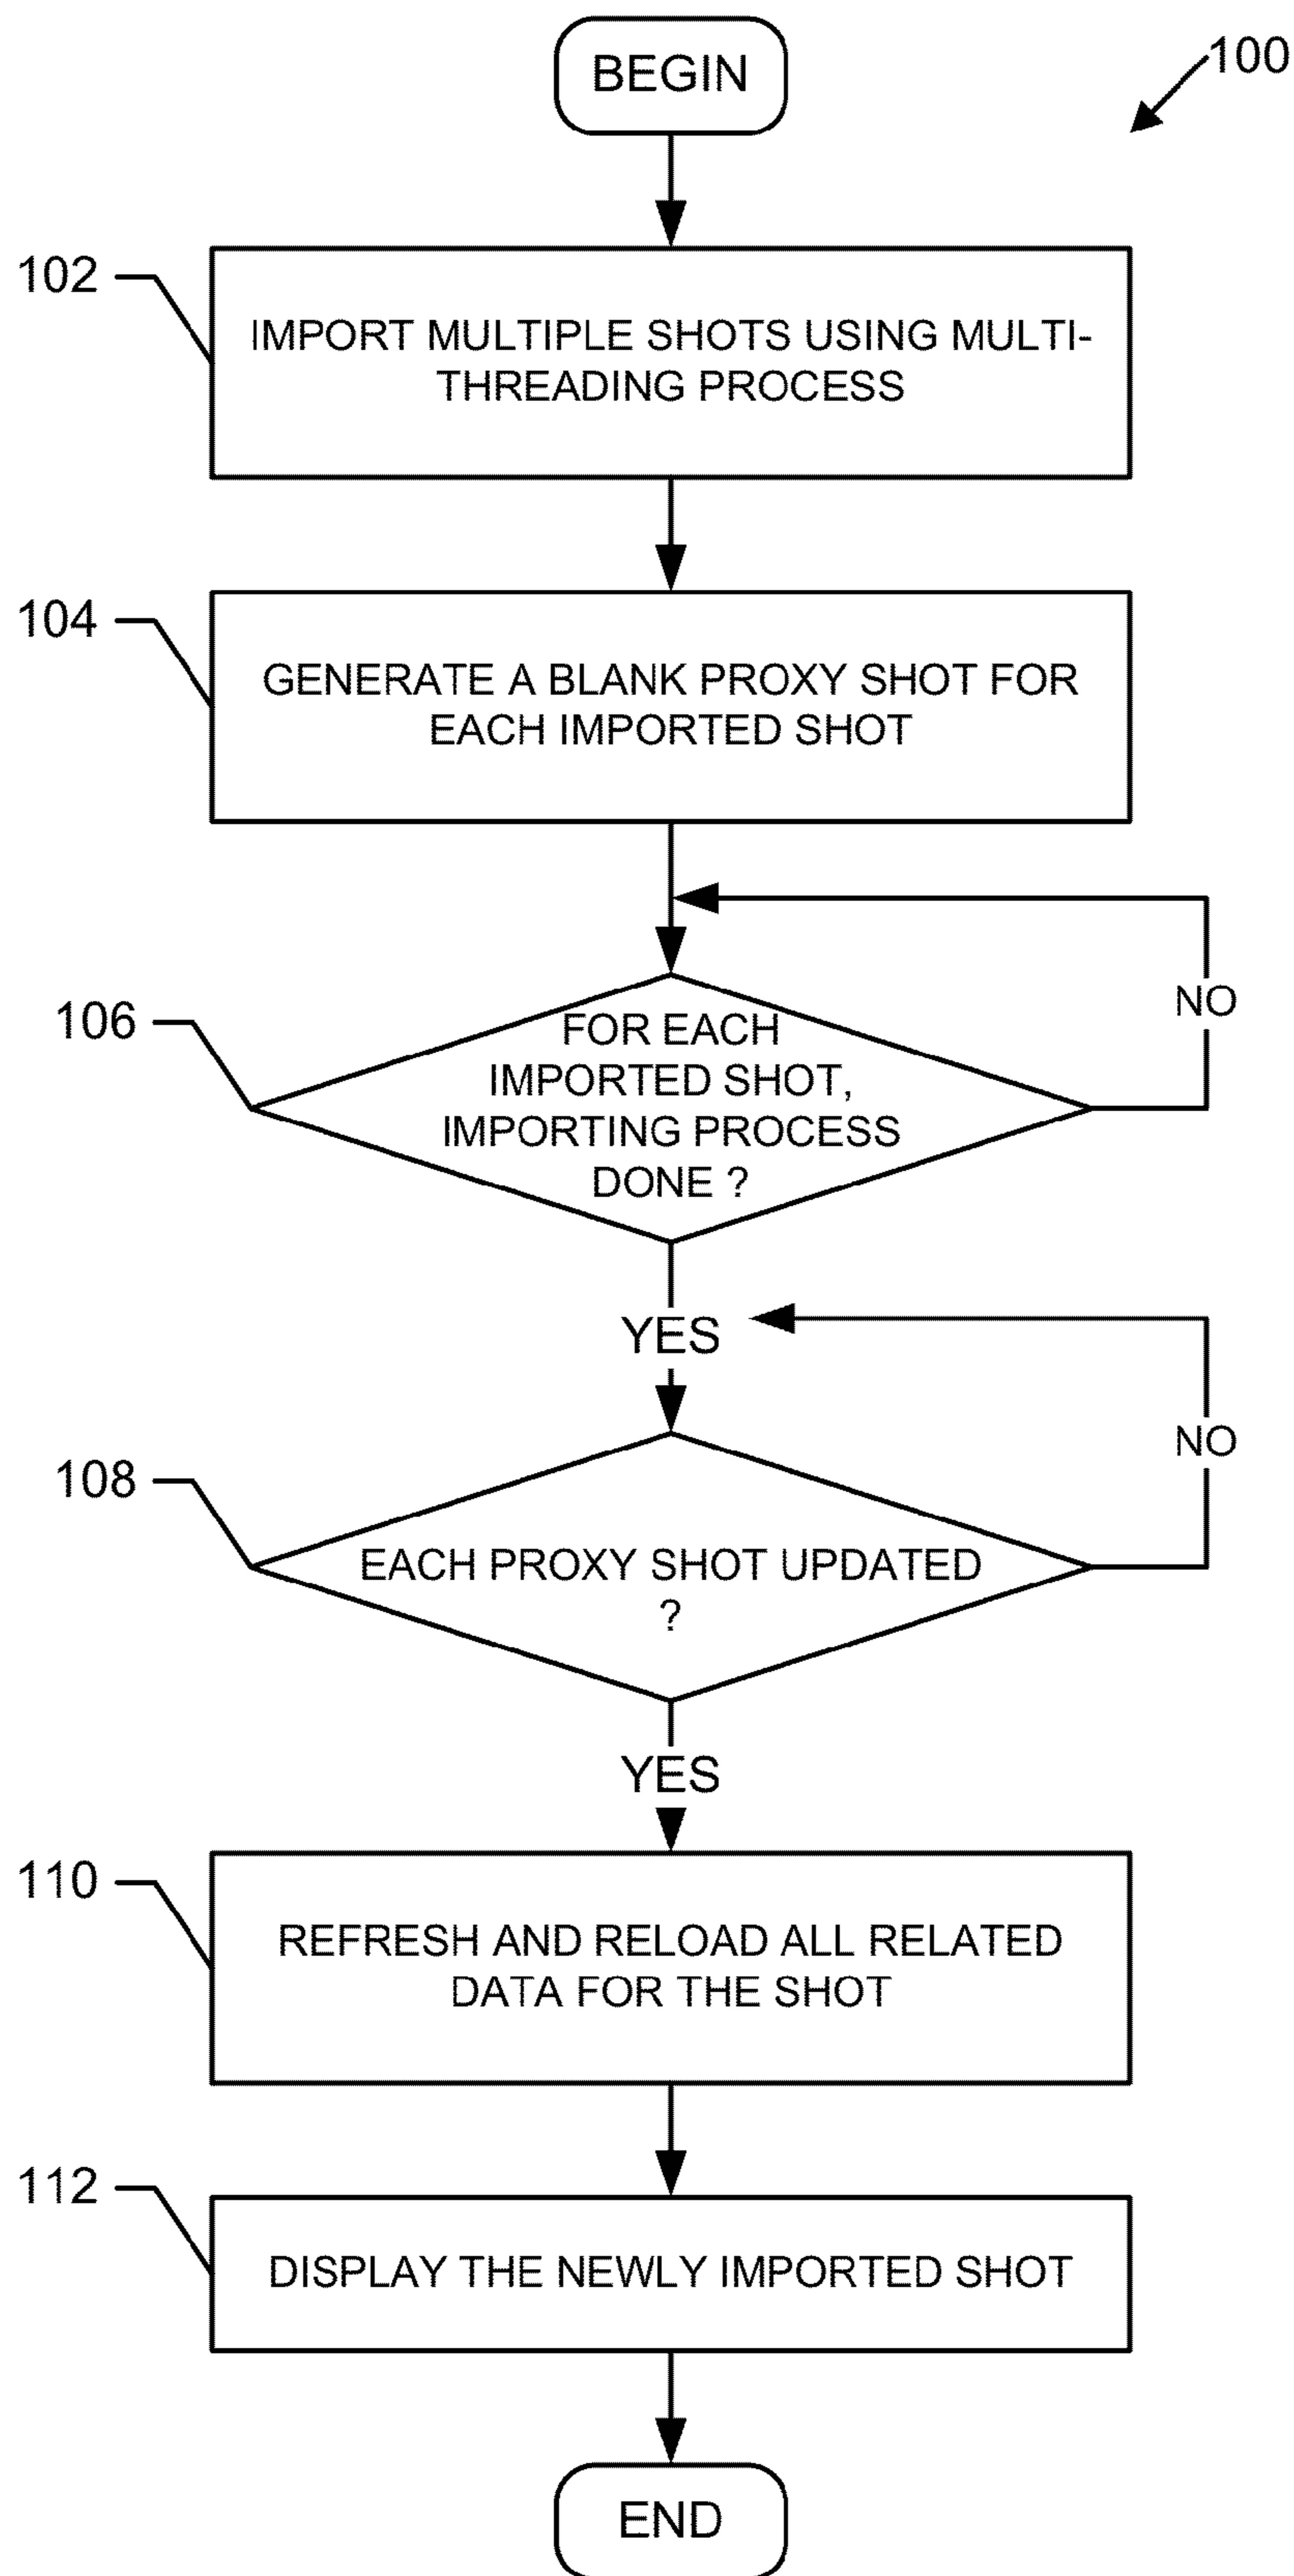 BEGIN
100
102
IMPORT MULTIPLE SHOTS USING MULTI-
THREADING PROCESS
104
GENERATE A BLANK PROXY SHOT FOR
EACH IMPORTED SHOT
106
FOR EACH
IMPORTED SHOT,
IMPORTING PROCESS
DONE ?
NO
YES
108
EACH PROXY SHOT UPDATED
?
NO
YES
110
REFRESH AND RELOAD ALL RELATED
DATA FOR THE SHOT
112
DISPLAY THE NEWLY IMPORTED SHOT
END